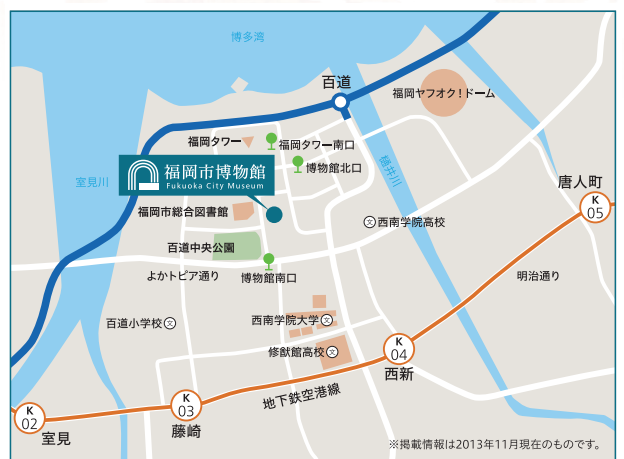 博多湾
百道
福岡ヤフオク!ドーム
福岡タワー
福岡タワー南口
博物館北口
樋井川
福岡市博物館
Fukuoka City Museum
室見川
唐人町
K
05
福岡市総合図書館
西南学院高校
文
百道中央公園
よかトピア通り
博物館南口
明治通り
百道小学校
文
西南学院大学
文
修猷館高校
文
K
04
西新
地下鉄空港線
K
03
藤崎
K
02
室見
※掲載情報は2013年11月現在のものです。